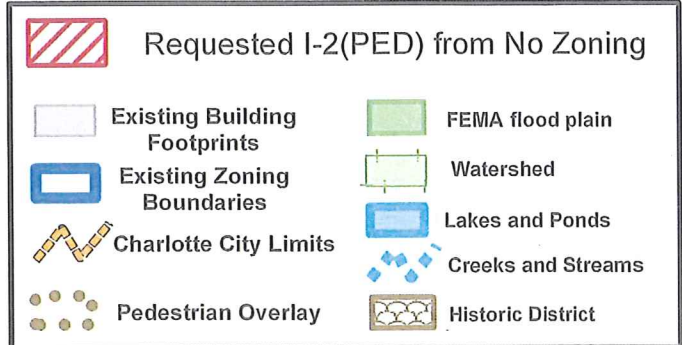 Requested I-2(PED) from No Zoning
Existing Building
Footprints
Existing Zoning
Boundaries
Charlotte City Limits
Pedestrian Overlay
FEMA flood plain
Watershed
Lakes and Ponds
Creeks and Streams
Historic District